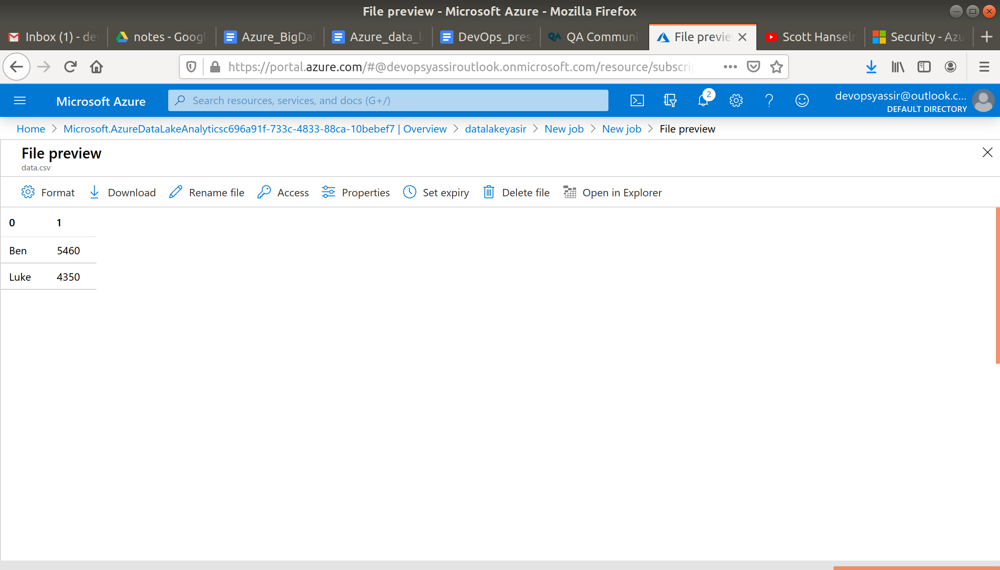 File preview - Microsoft Azure - Mozilla Firefox
Inbox (1) - dev notes - Googl Azure_BigDat Azure_data_l DevOps_pres QA Communi File previe Scott Hanselm Security - Azu
https://portal.azure.com/#@devopsyassiroutlook.onmicrosoft.com/resource/subscrip
Microsoft Azure Search resources, services, and docs (G+/) 2 devopsyassir@outlook.c...
DEFAULT DIRECTORY
Home > Microsoft.AzureDataLakeAnalyticsc696a91f-733c-4833-88ca-10bebef7 | Overview > datalakeyasir > New job > New job > File preview
File preview
data.csv
Format Download Rename file Access Properties Set expiry Delete file Open in Explorer
0 1
Ben 5460
Luke 4350